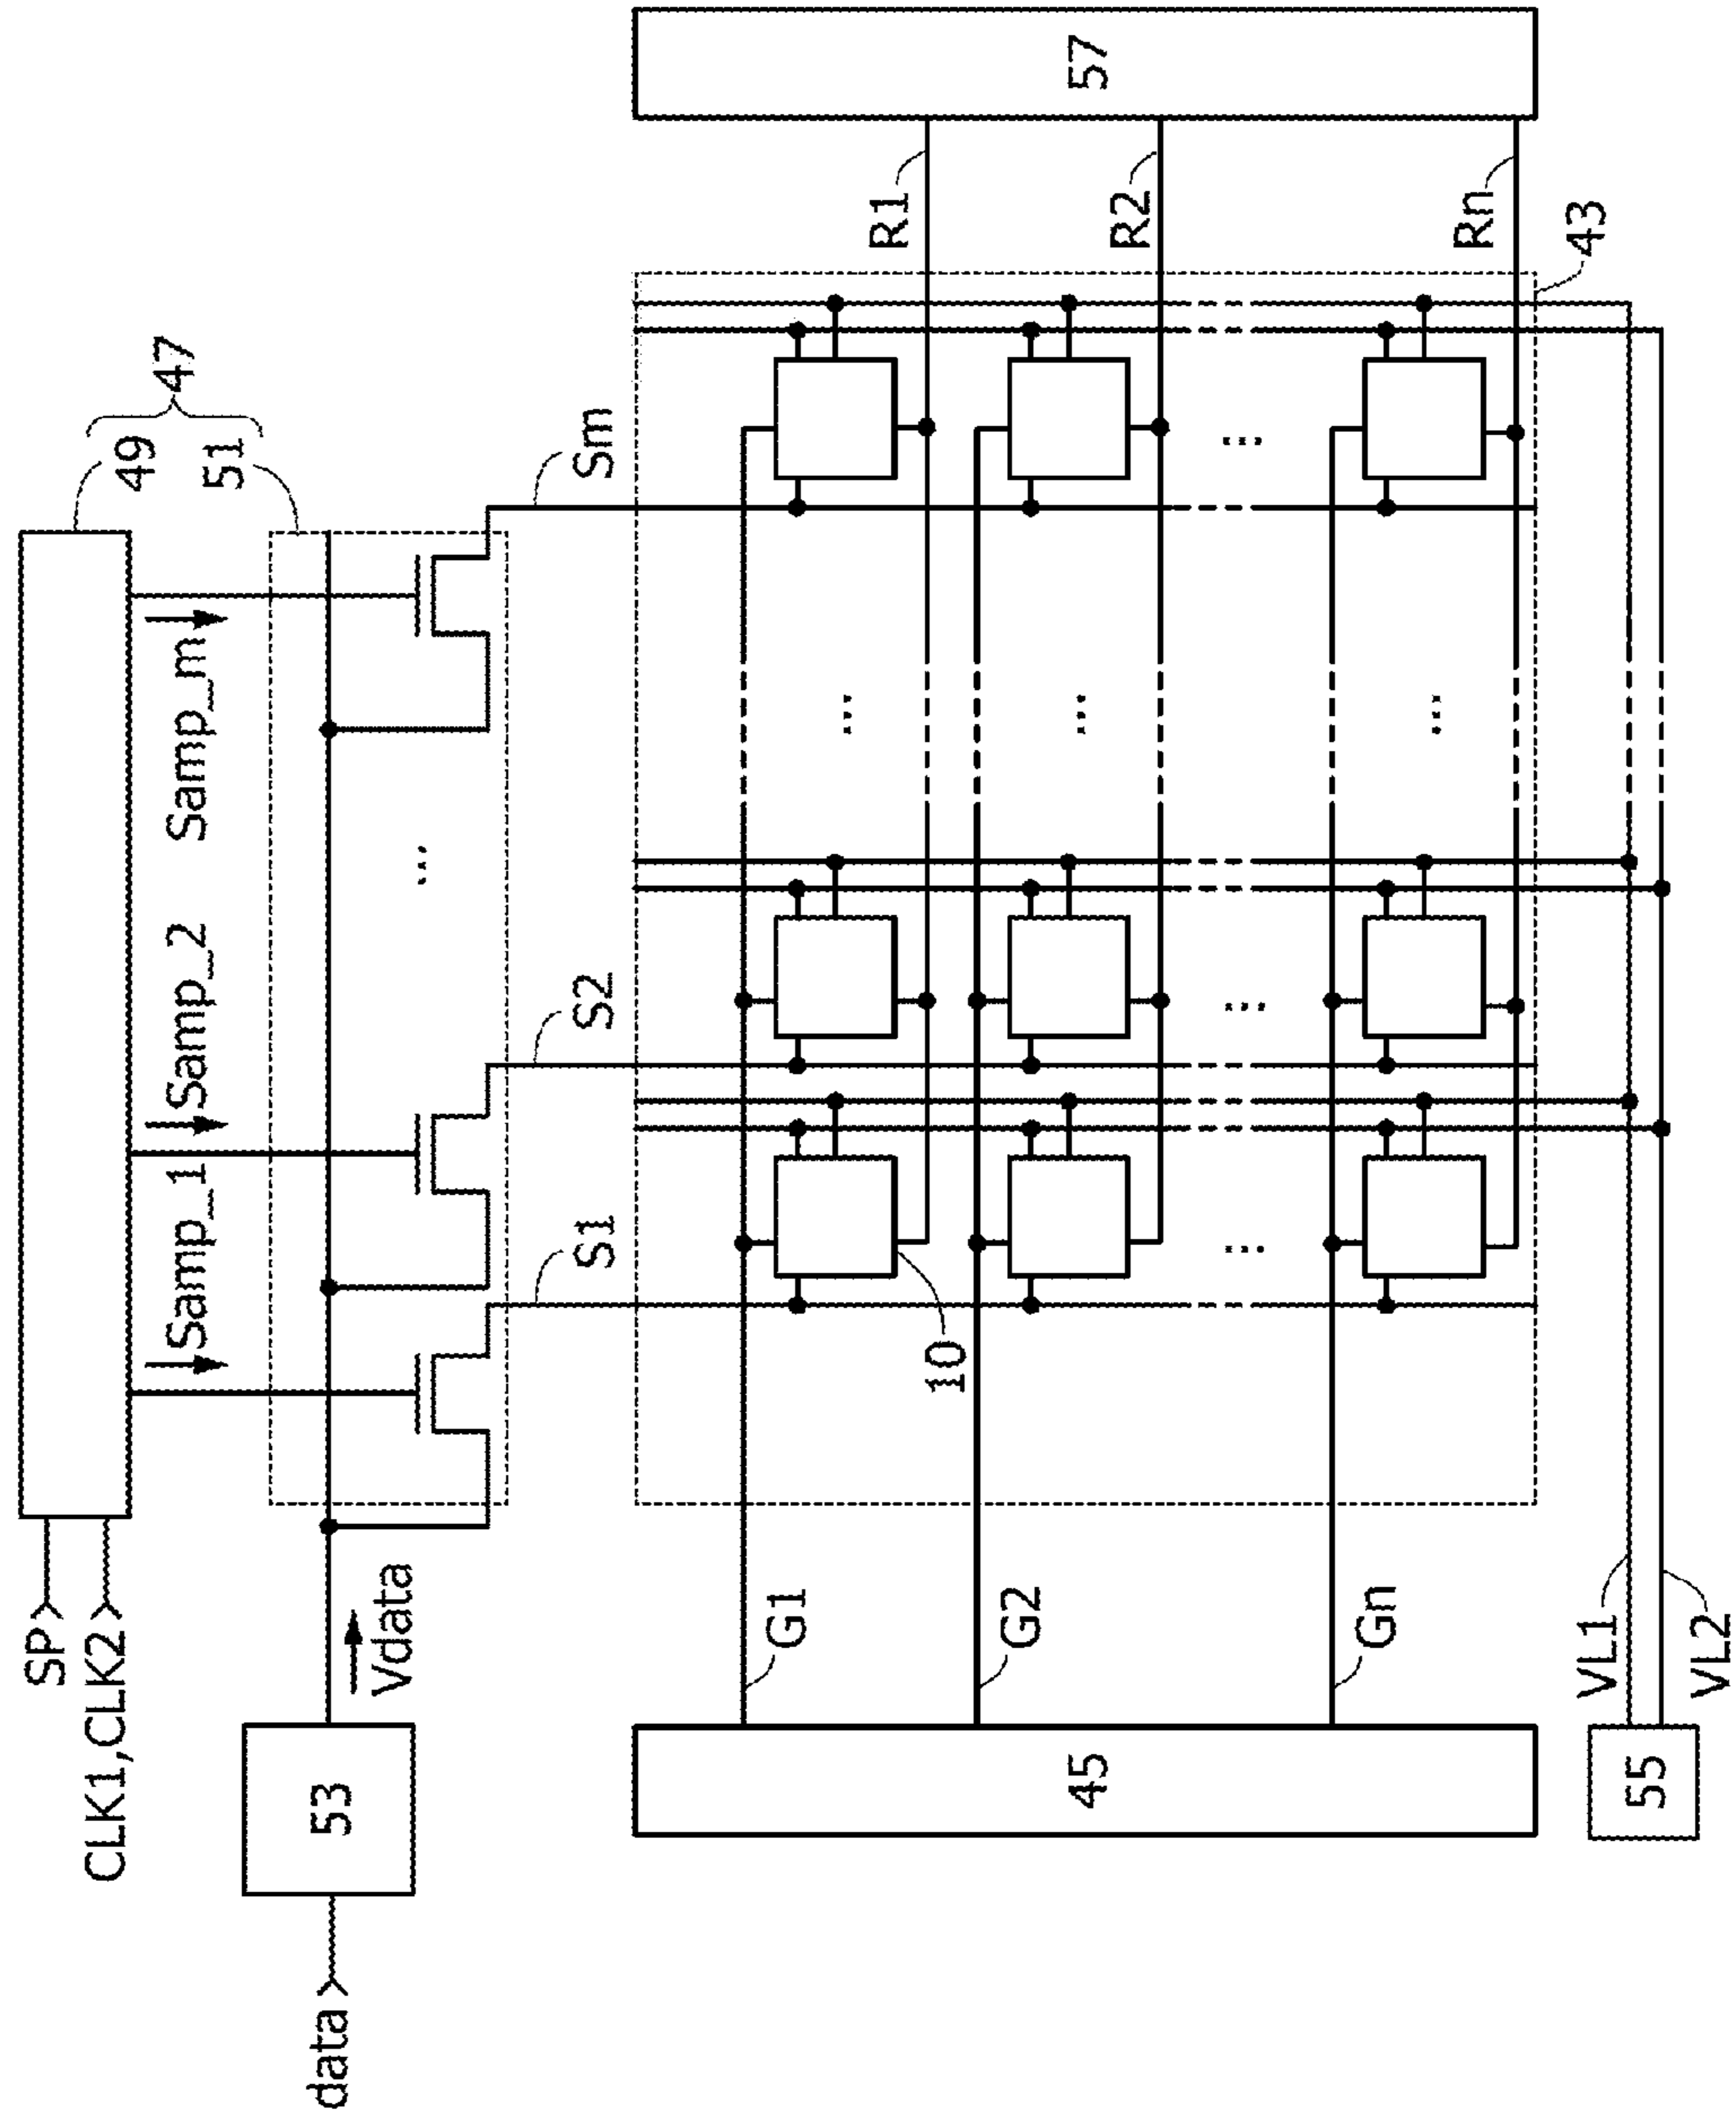 47
49
51
SP
CLK1,CLK2
Samp_1
Samp_2
Samp_m
...
data
53
Vdata
S1
S2
Sm
45
G1
G2
Gn
10
...
...
...
...
...
...
R1
R2
Rn
57
43
55
VL1
VL2